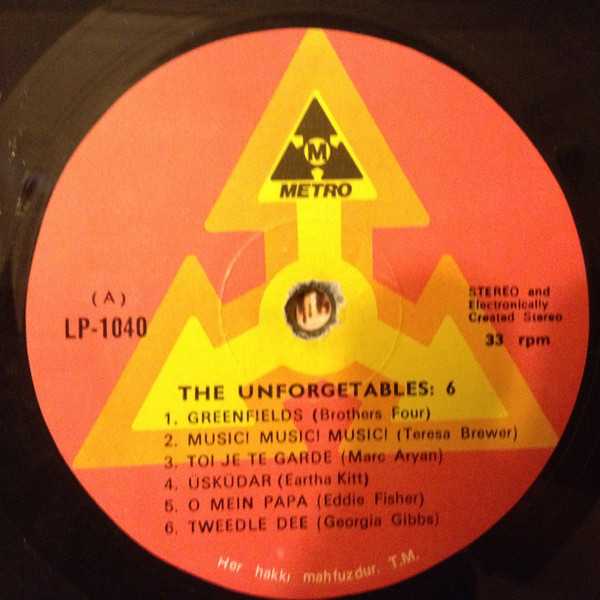 M
METRO
(A)
LP-1040
STEREO and
Electronically
Created Stereo
33 rpm
THE UNFORGETABLES: 6
1. GREENFIELDS (Brothers Four)
2. MUSIC! MUSIC! MUSIC! (Teresa Brewer)
3. TOI JE TE GARDE (Marc Aryan)
4. ÜSKÜDAR (Eartha Kitt)
5. O MEIN PAPA (Eddie Fisher)
6. TWEEDLE DEE (Georgia Gibbs)
Her hakkı mahfuzdur. T.M.